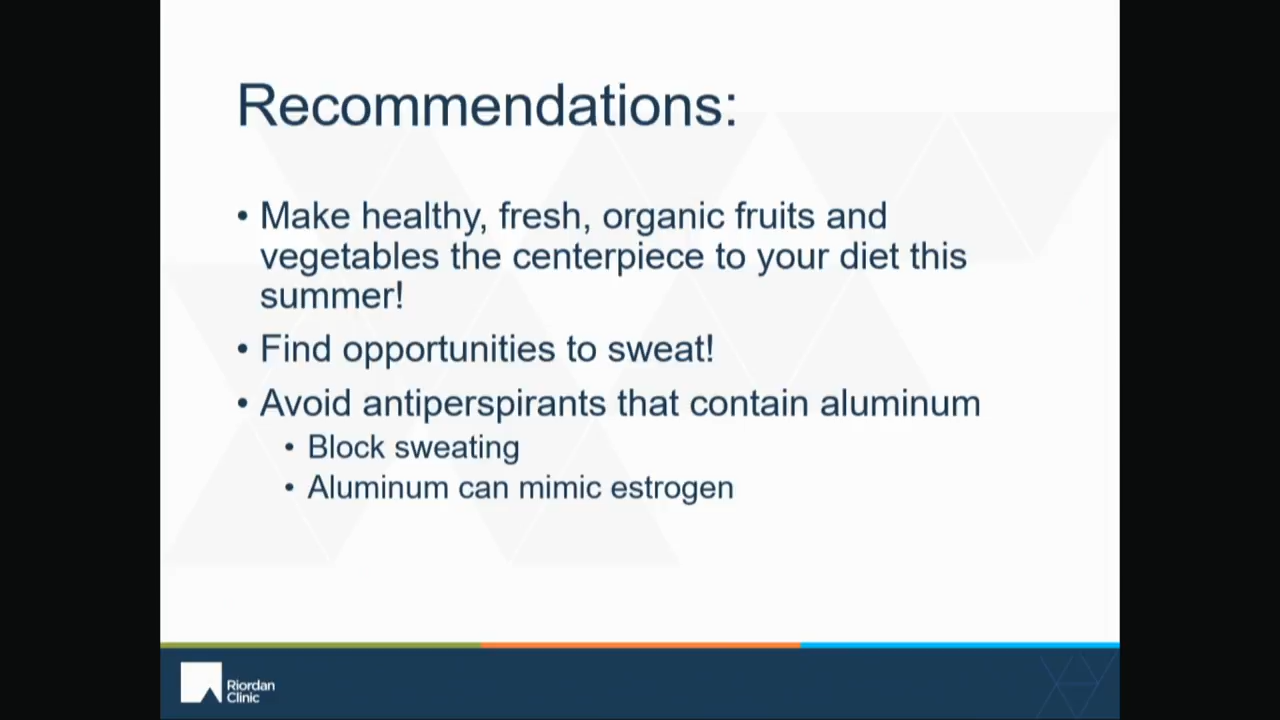 Recommendations:
• Make healthy, fresh, organic fruits and
vegetables the centerpiece to your diet this
summer!
• Find opportunities to sweat!
• Avoid antiperspirants that contain aluminum
• Block sweating
• Aluminum can mimic estrogen
Riordan
Clinic